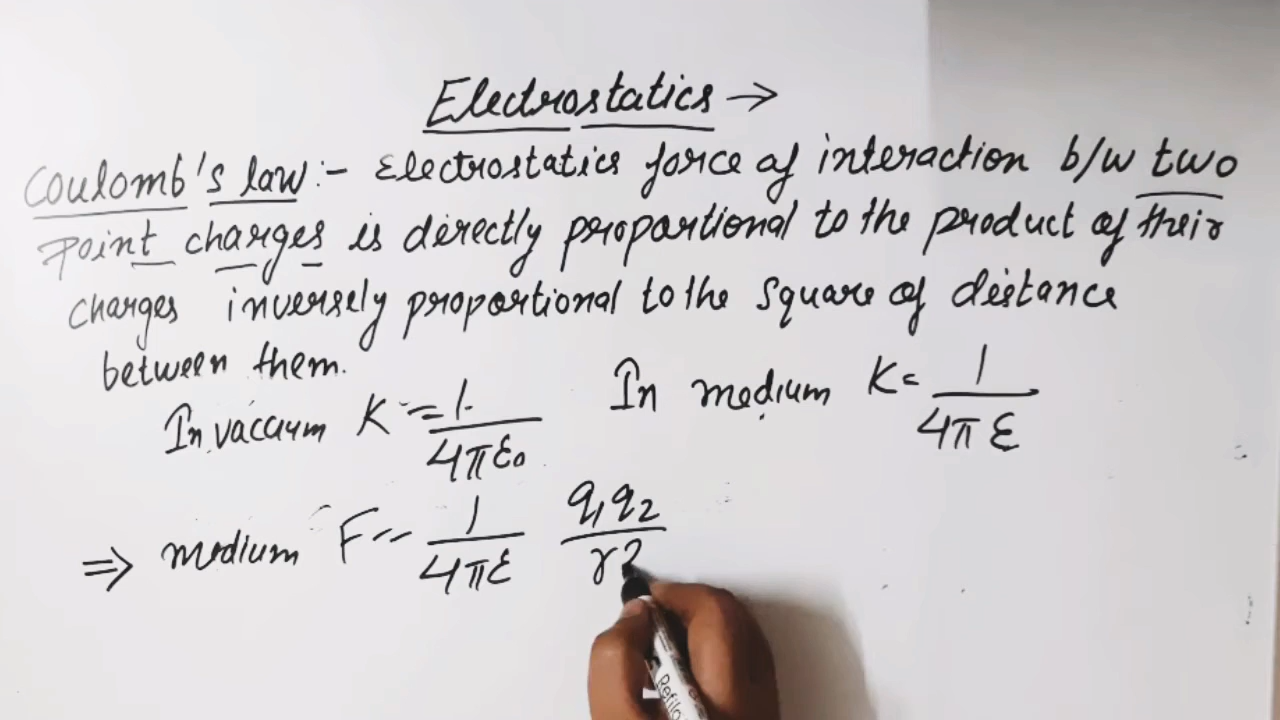 Electrostatics →
Coulomb's law :- Electrostatics force of interaction b/w two
point charges is directly proportional to the product of their
charges inversely proportional to the square of distance
between them.
In vaccum K = 1/4πε₀ In medium K = 1/4πε
⇒ medium F = 1/4πε q₁q₂/r²
Refilo